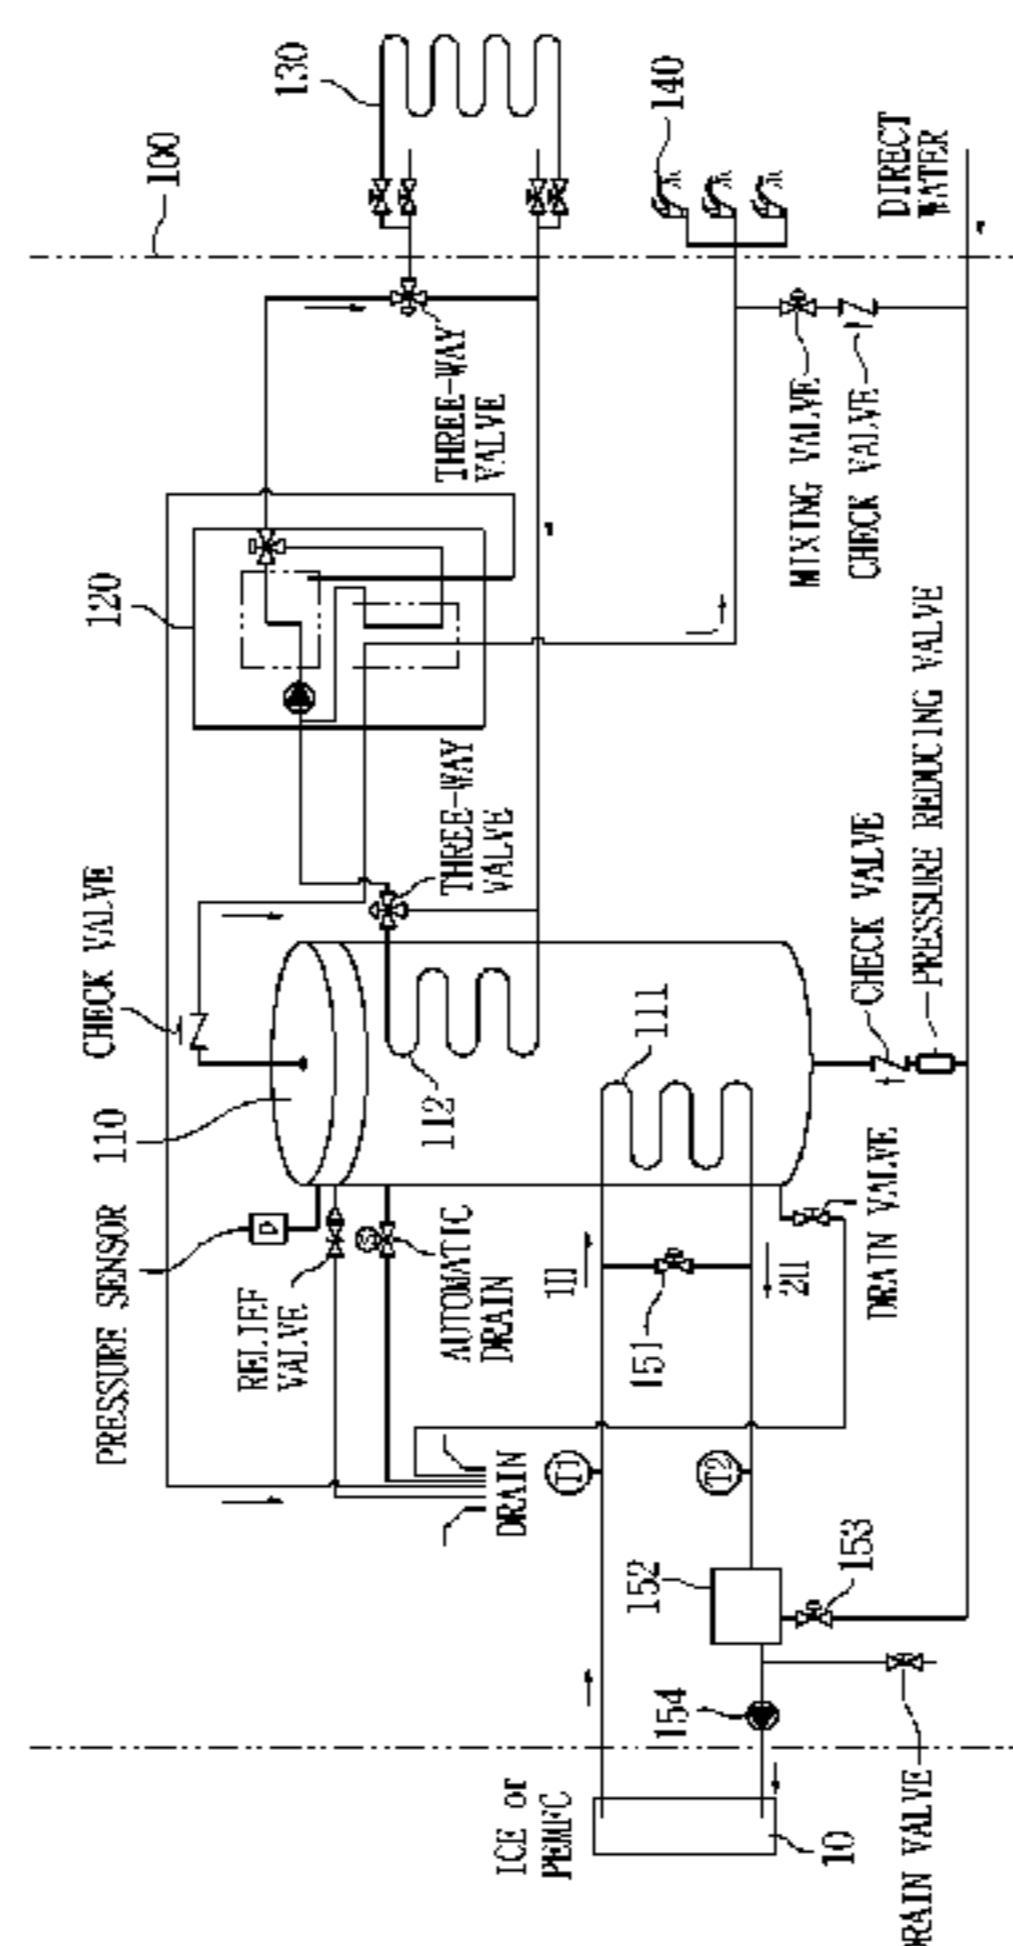 130
100
140
DIRECT
WATER
THREE-WAY
VALVE
MIXING VALVE
CHECK VALVE
120
THREE-WAY
VALVE
CHECK VALVE
PRESSURE REDUCING VALVE
CHECK VALVE
110
112
111
PRESSURE SENSOR
P
RELIEF
VALVE
S
AUTOMATIC
DRAIN
1H
2H
151
DRAIN VALVE
DRAIN
T1
T2
152
153
154
ICE or
PEMFC
10
DRAIN VALVE